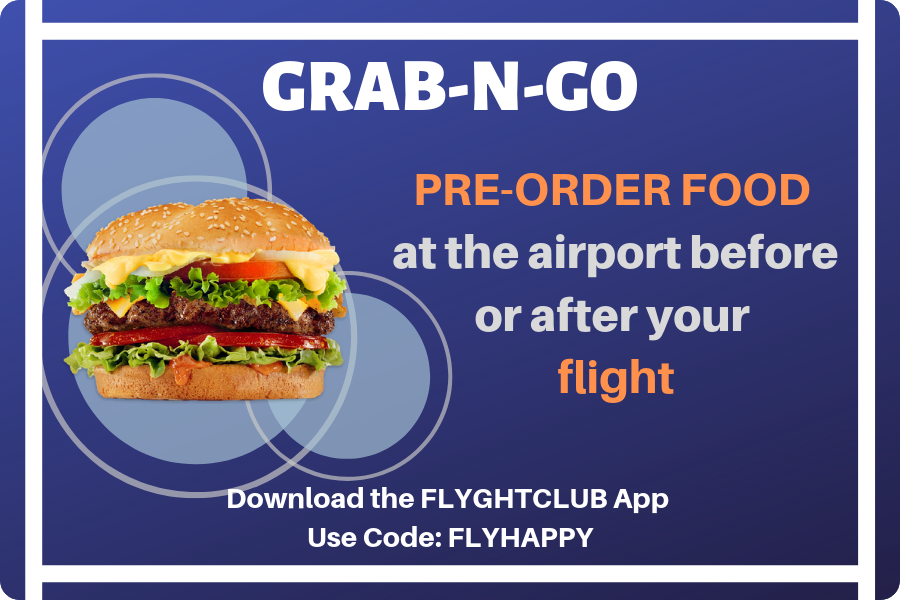 GRAB-N-GO
PRE-ORDER FOOD
at the airport before
or after your
flight
Download the FLYGHTCLUB App
Use Code: FLYHAPPY